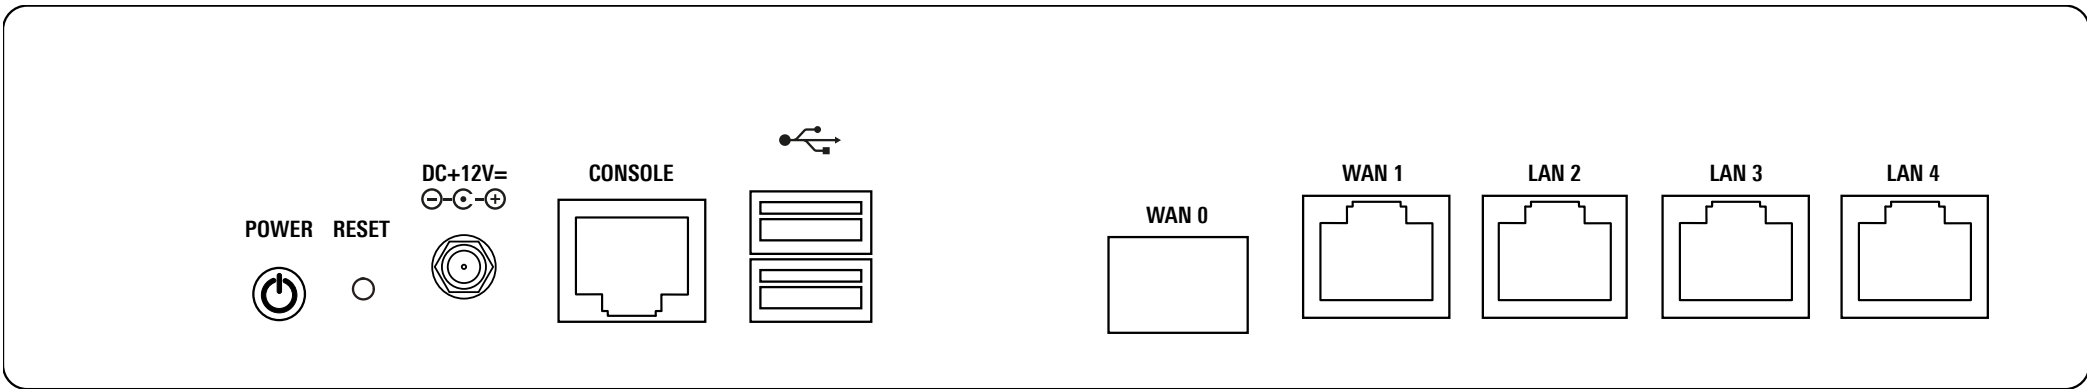 POWER
RESET
DC+12V=
CONSOLE
WAN 0
WAN 1
LAN 2
LAN 3
LAN 4